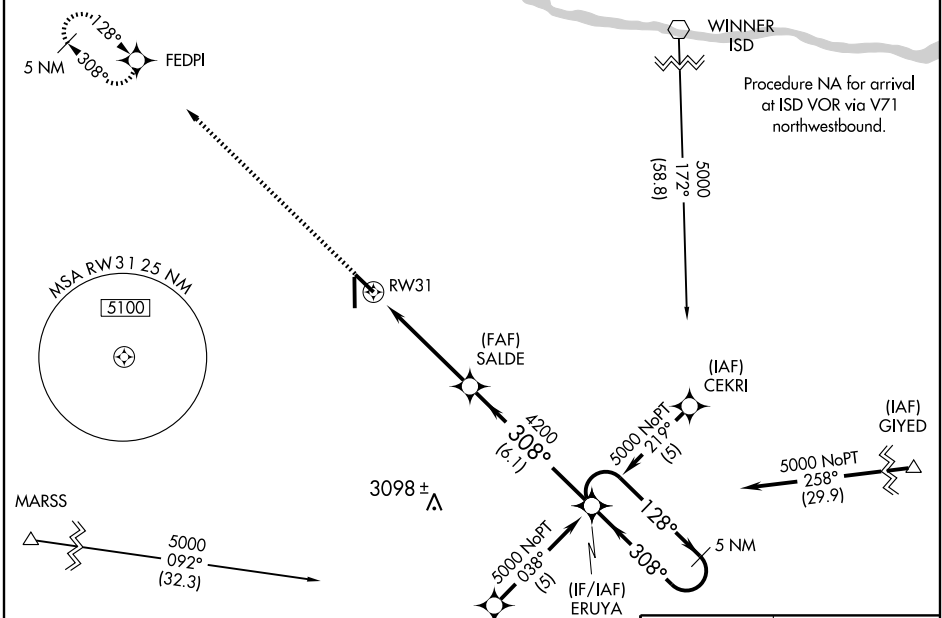 128°
308°
5 NM
FEDPI
WINNER
ISD
Procedure NA for arrival
at ISD VOR via V71
northwestbound.
5000
172°
(58.8)
MSA RW31 25 NM
5100
RW31
(FAF)
SALDE
(IAF)
CEKRI
(IAF)
GIYED
4200
308°
(6.1)
5000 NoPT
219°
(5)
5000 NoPT
258°
(29.9)
3098 ±
MARSS
5000
092°
(32.3)
128°
308°
5 NM
5000 NoPT
038°
(5)
(IF/IAF)
ERUYA